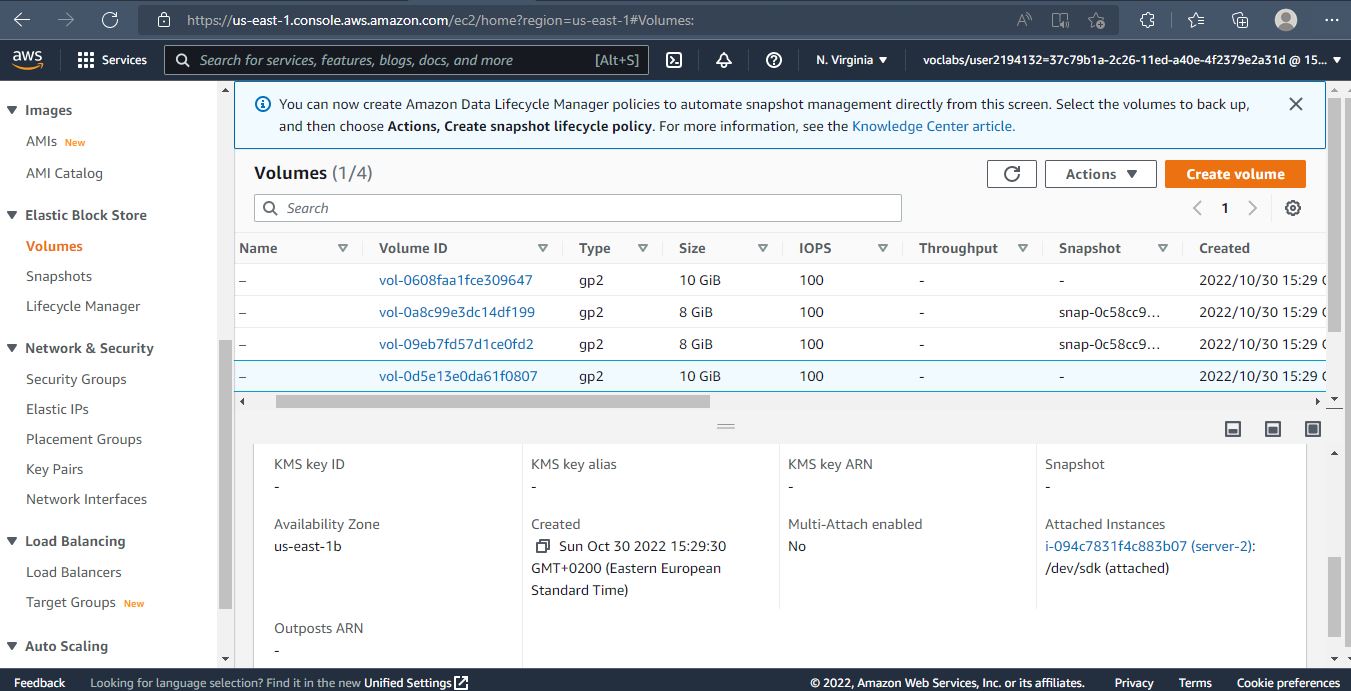 https://us-east-1.console.aws.amazon.com/ec2/home?region=us-east-1#Volumes:
aws Services Search for services, features, blogs, docs, and more [Alt+S] N. Virginia voclabs/user2194132=37c79b1a-2c26-11ed-a40e-4f2379e2a31d @ 15...
Images
AMIs New
AMI Catalog
Elastic Block Store
Volumes
Snapshots
Lifecycle Manager
Network & Security
Security Groups
Elastic IPs
Placement Groups
Key Pairs
Network Interfaces
Load Balancing
Load Balancers
Target Groups New
Auto Scaling
You can now create Amazon Data Lifecycle Manager policies to automate snapshot management directly from this screen. Select the volumes to back up,
and then choose Actions, Create snapshot lifecycle policy. For more information, see the Knowledge Center article.
Volumes (1/4) Actions Create volume
Search 1
Name Volume ID Type Size IOPS Throughput Snapshot Created
– vol-0608faa1fce309647 gp2 10 GiB 100 - - 2022/10/30 15:29
– vol-0a8c99e3dc14df199 gp2 8 GiB 100 - snap-0c58cc9... 2022/10/30 15:29
– vol-09eb7fd57d1ce0fd2 gp2 8 GiB 100 - snap-0c58cc9... 2022/10/30 15:29
– vol-0d5e13e0da61f0807 gp2 10 GiB 100 - - 2022/10/30 15:29
KMS key ID
-
KMS key alias
-
KMS key ARN
-
Snapshot
-
Availability Zone
us-east-1b
Created
Sun Oct 30 2022 15:29:30
GMT+0200 (Eastern European
Standard Time)
Multi-Attach enabled
No
Attached Instances
i-094c7831f4c883b07 (server-2):
/dev/sdk (attached)
Outposts ARN
-
Feedback Looking for language selection? Find it in the new Unified Settings © 2022, Amazon Web Services, Inc. or its affiliates. Privacy Terms Cookie preferences